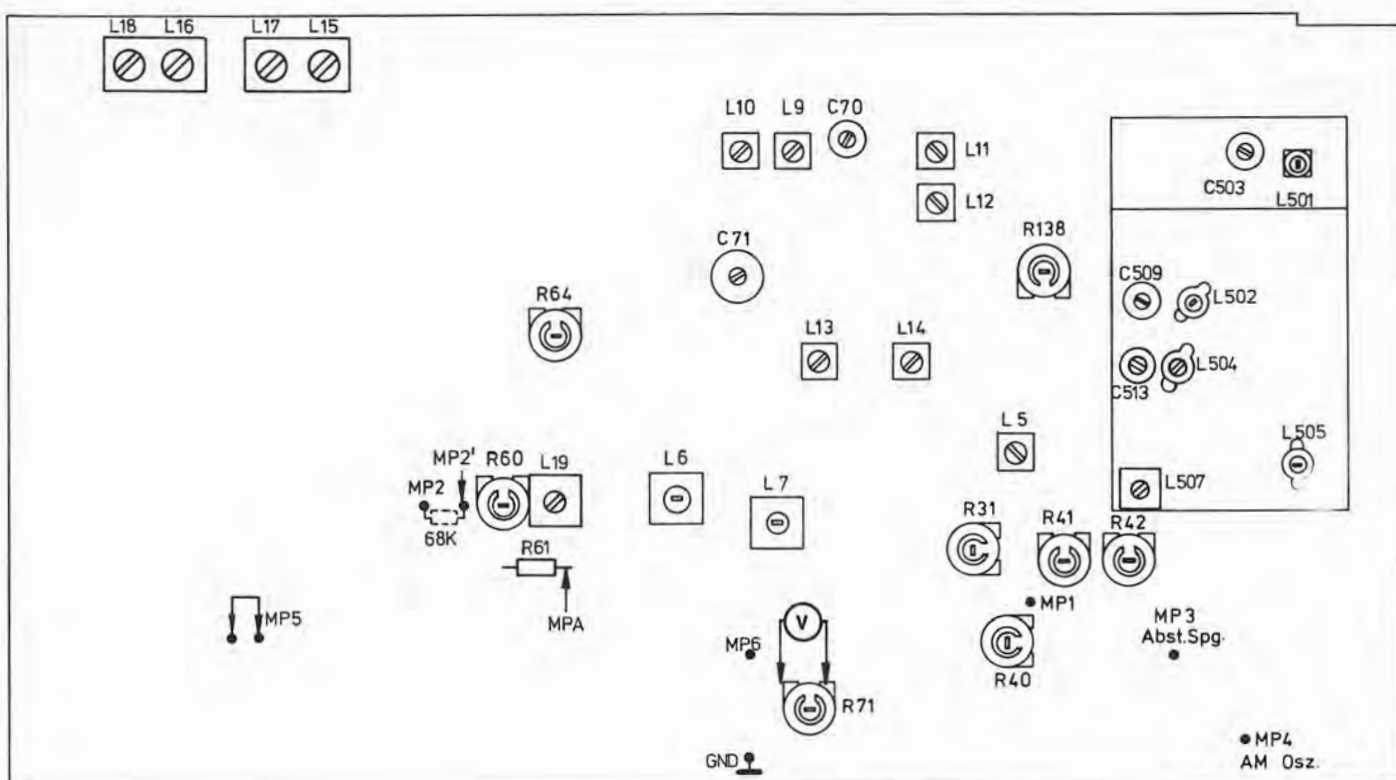 L18 L16 L17 L15
L10 L9 C70
L11
C503 L501
L12
R138
C71
C509
L502
R64
L13 L14
L504
C513
L5
L505
MP2' R60 L19 L6
MP2
L7
L507
68K
R31 R41 R42
R61
MP1
MPA
MP5
V
MP3
Abst.Spg.
MP6
R40
R71
MP4
GND
AM Osz.